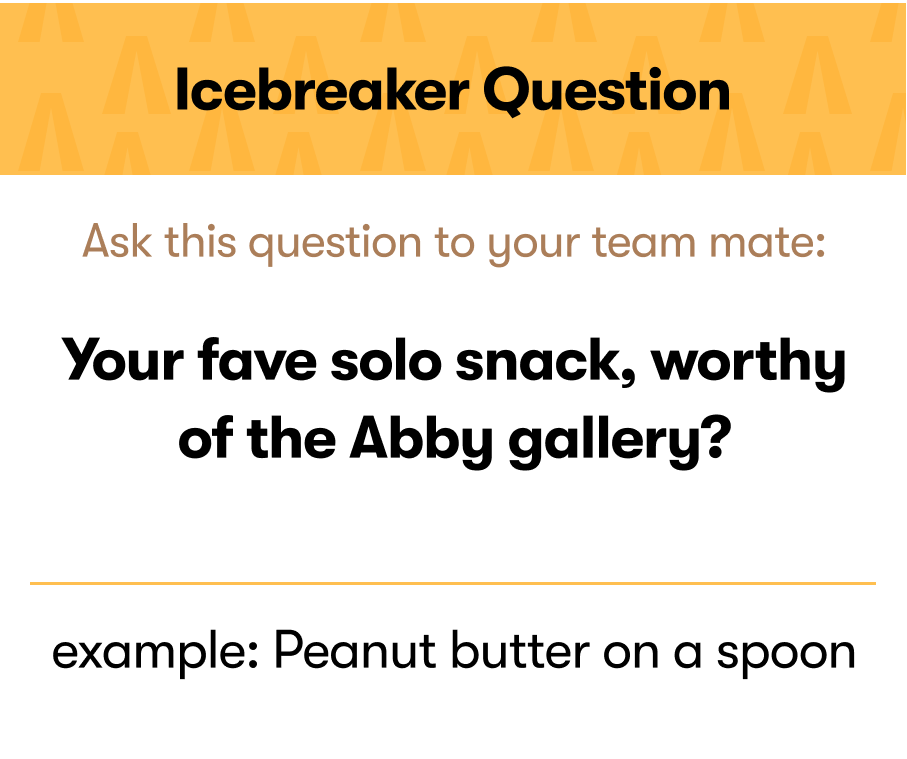 Icebreaker Question
Ask this question to your team mate:
Your fave solo snack, worthy
of the Abby gallery?
example: Peanut butter on a spoon